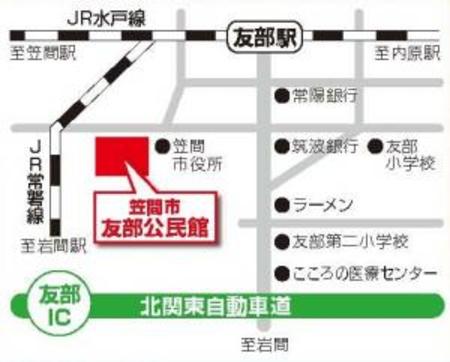 JR水戸線
至笠間駅
友部駅
至内原駅
常陽銀行
JR常磐線
笠間
市役所
筑波銀行
友部
小学校
笠間市
友部公民館
ラーメン
至岩間駅
友部第二小学校
こころの医療センター
友部
IC
北関東自動車道
至岩間